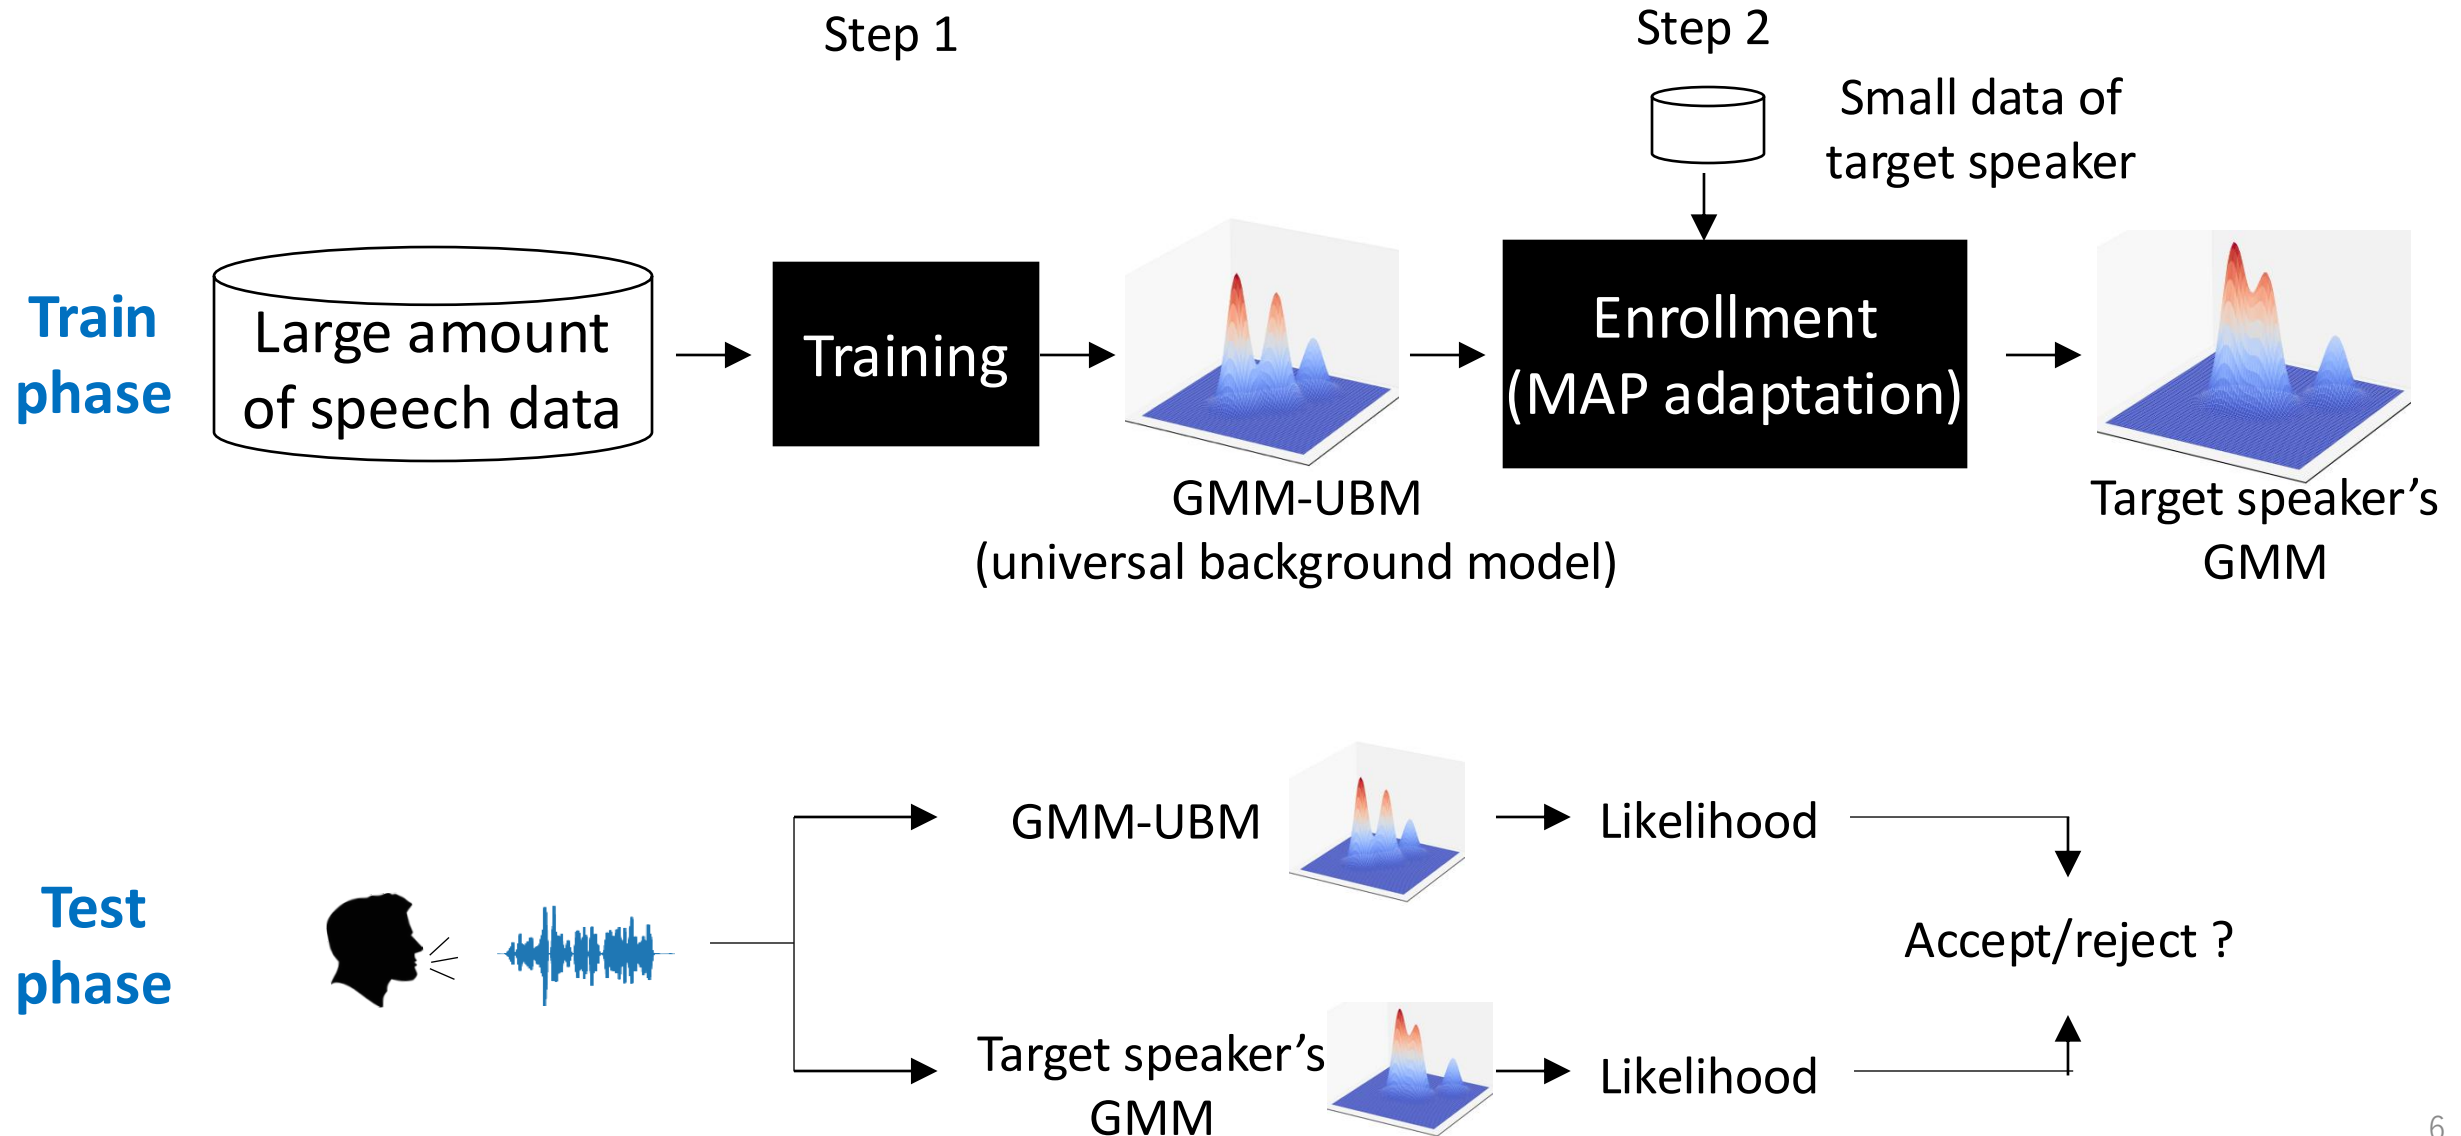 Step 1
Step 2
Small data of
target speaker
Train
phase
Large amount
of speech data
Training
Enrollment
(MAP adaptation)
GMM-UBM
(universal background model)
Target speaker’s
GMM
Test
phase
GMM-UBM
Likelihood
Accept/reject ?
Target speaker’s
GMM
Likelihood
6